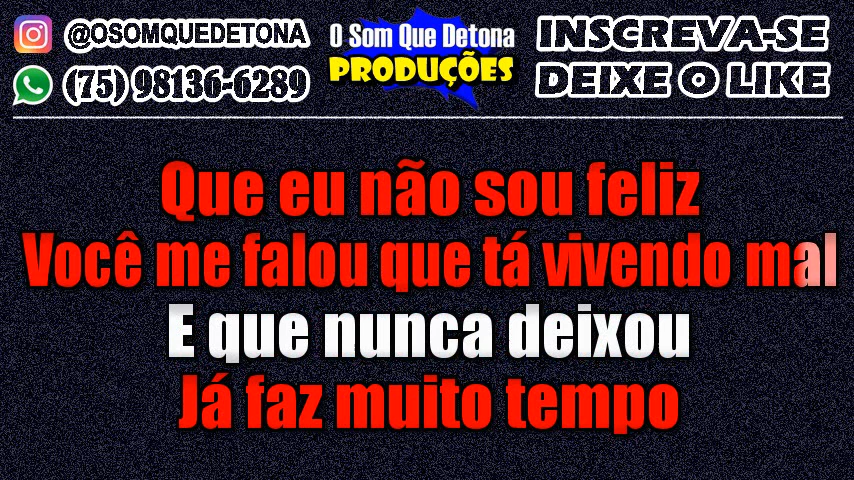 @OSOMQUEDETONA
(75) 98136-6289
O Som Que Detona
PRODUÇÕES
INSCREVA-SE
DEIXE O LIKE
Que eu não sou feliz
Você me falou que tá vivendo mal
E que nunca deixou
Já faz muito tempo